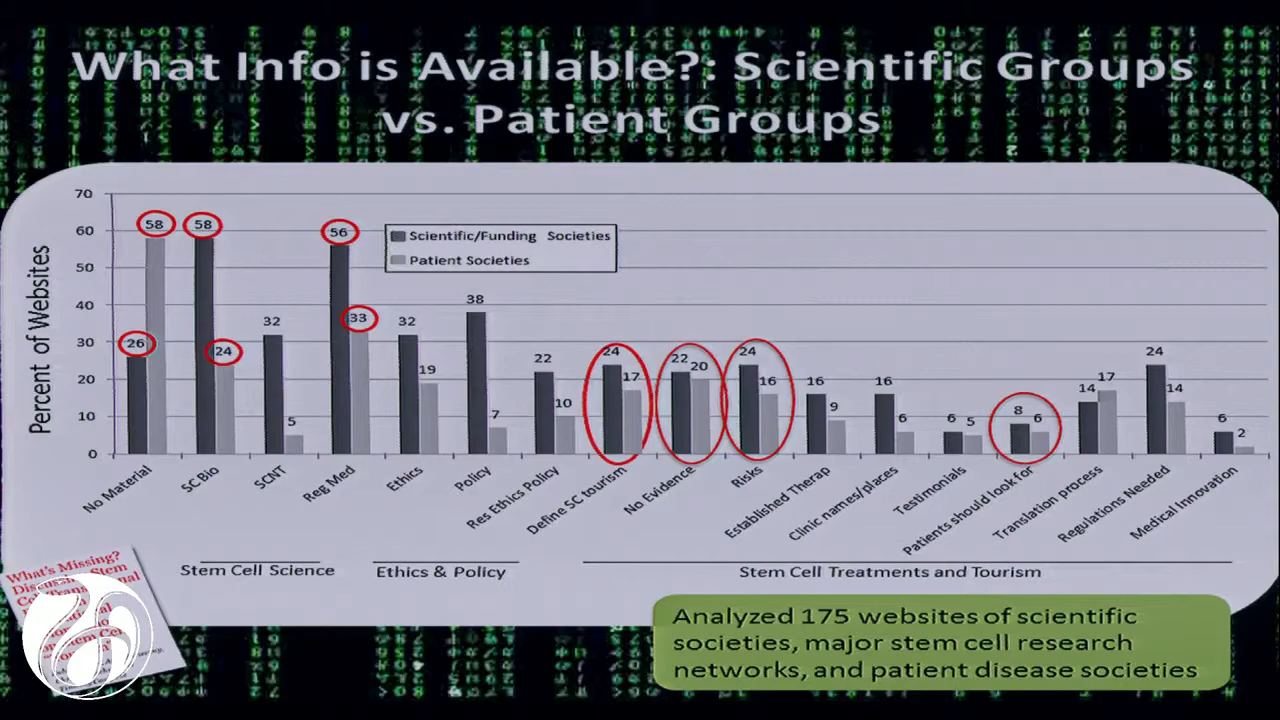 What Info is Available?: Scientific Groups
vs. Patient Groups
Percent of Websites
70
60
50
40
30
20
10
0
Scientific/Funding Societies
Patient Societies
26 58
58 24
32 5
56 33
32 19
38 7
22 10
24 17
22 20
24 16
16 9
16 6
6 5
8 6
14 17
24 14
6 2
No Material
SC Bio
SCNT
Reg Med
Ethics
Policy
Res Ethics Policy
Define SC tourism
No Evidence
Risks
Established Therap
Clinic names/places
Testimonials
Patients should look for
Translation process
Regulations Needed
Medical Innovation
Stem Cell Science
Ethics & Policy
Stem Cell Treatments and Tourism
What's Missing?
Analyzed 175 websites of scientific
societies, major stem cell research
networks, and patient disease societies